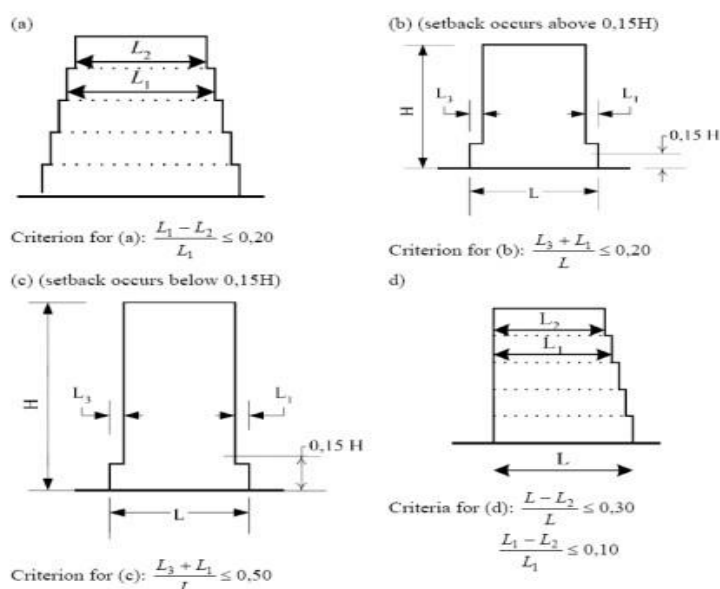 (a)
L₂
L₁
(b) (setback occurs above 0,15H)
H
L₃
L₁
0,15 H
L
Criterion for (a): (L₁ − L₂)/L₁ ≤ 0,20
Criterion for (b): (L₃ + L₁)/L ≤ 0,20
(c) (setback occurs below 0,15H)
H
L₃
L₁
0,15 H
L
Criterion for (c): (L₃ + L₁)/L ≤ 0,50
d)
L₂
L₁
L
Criteria for (d): (L − L₂)/L ≤ 0,30
(L₁ − L₂)/L₁ ≤ 0,10